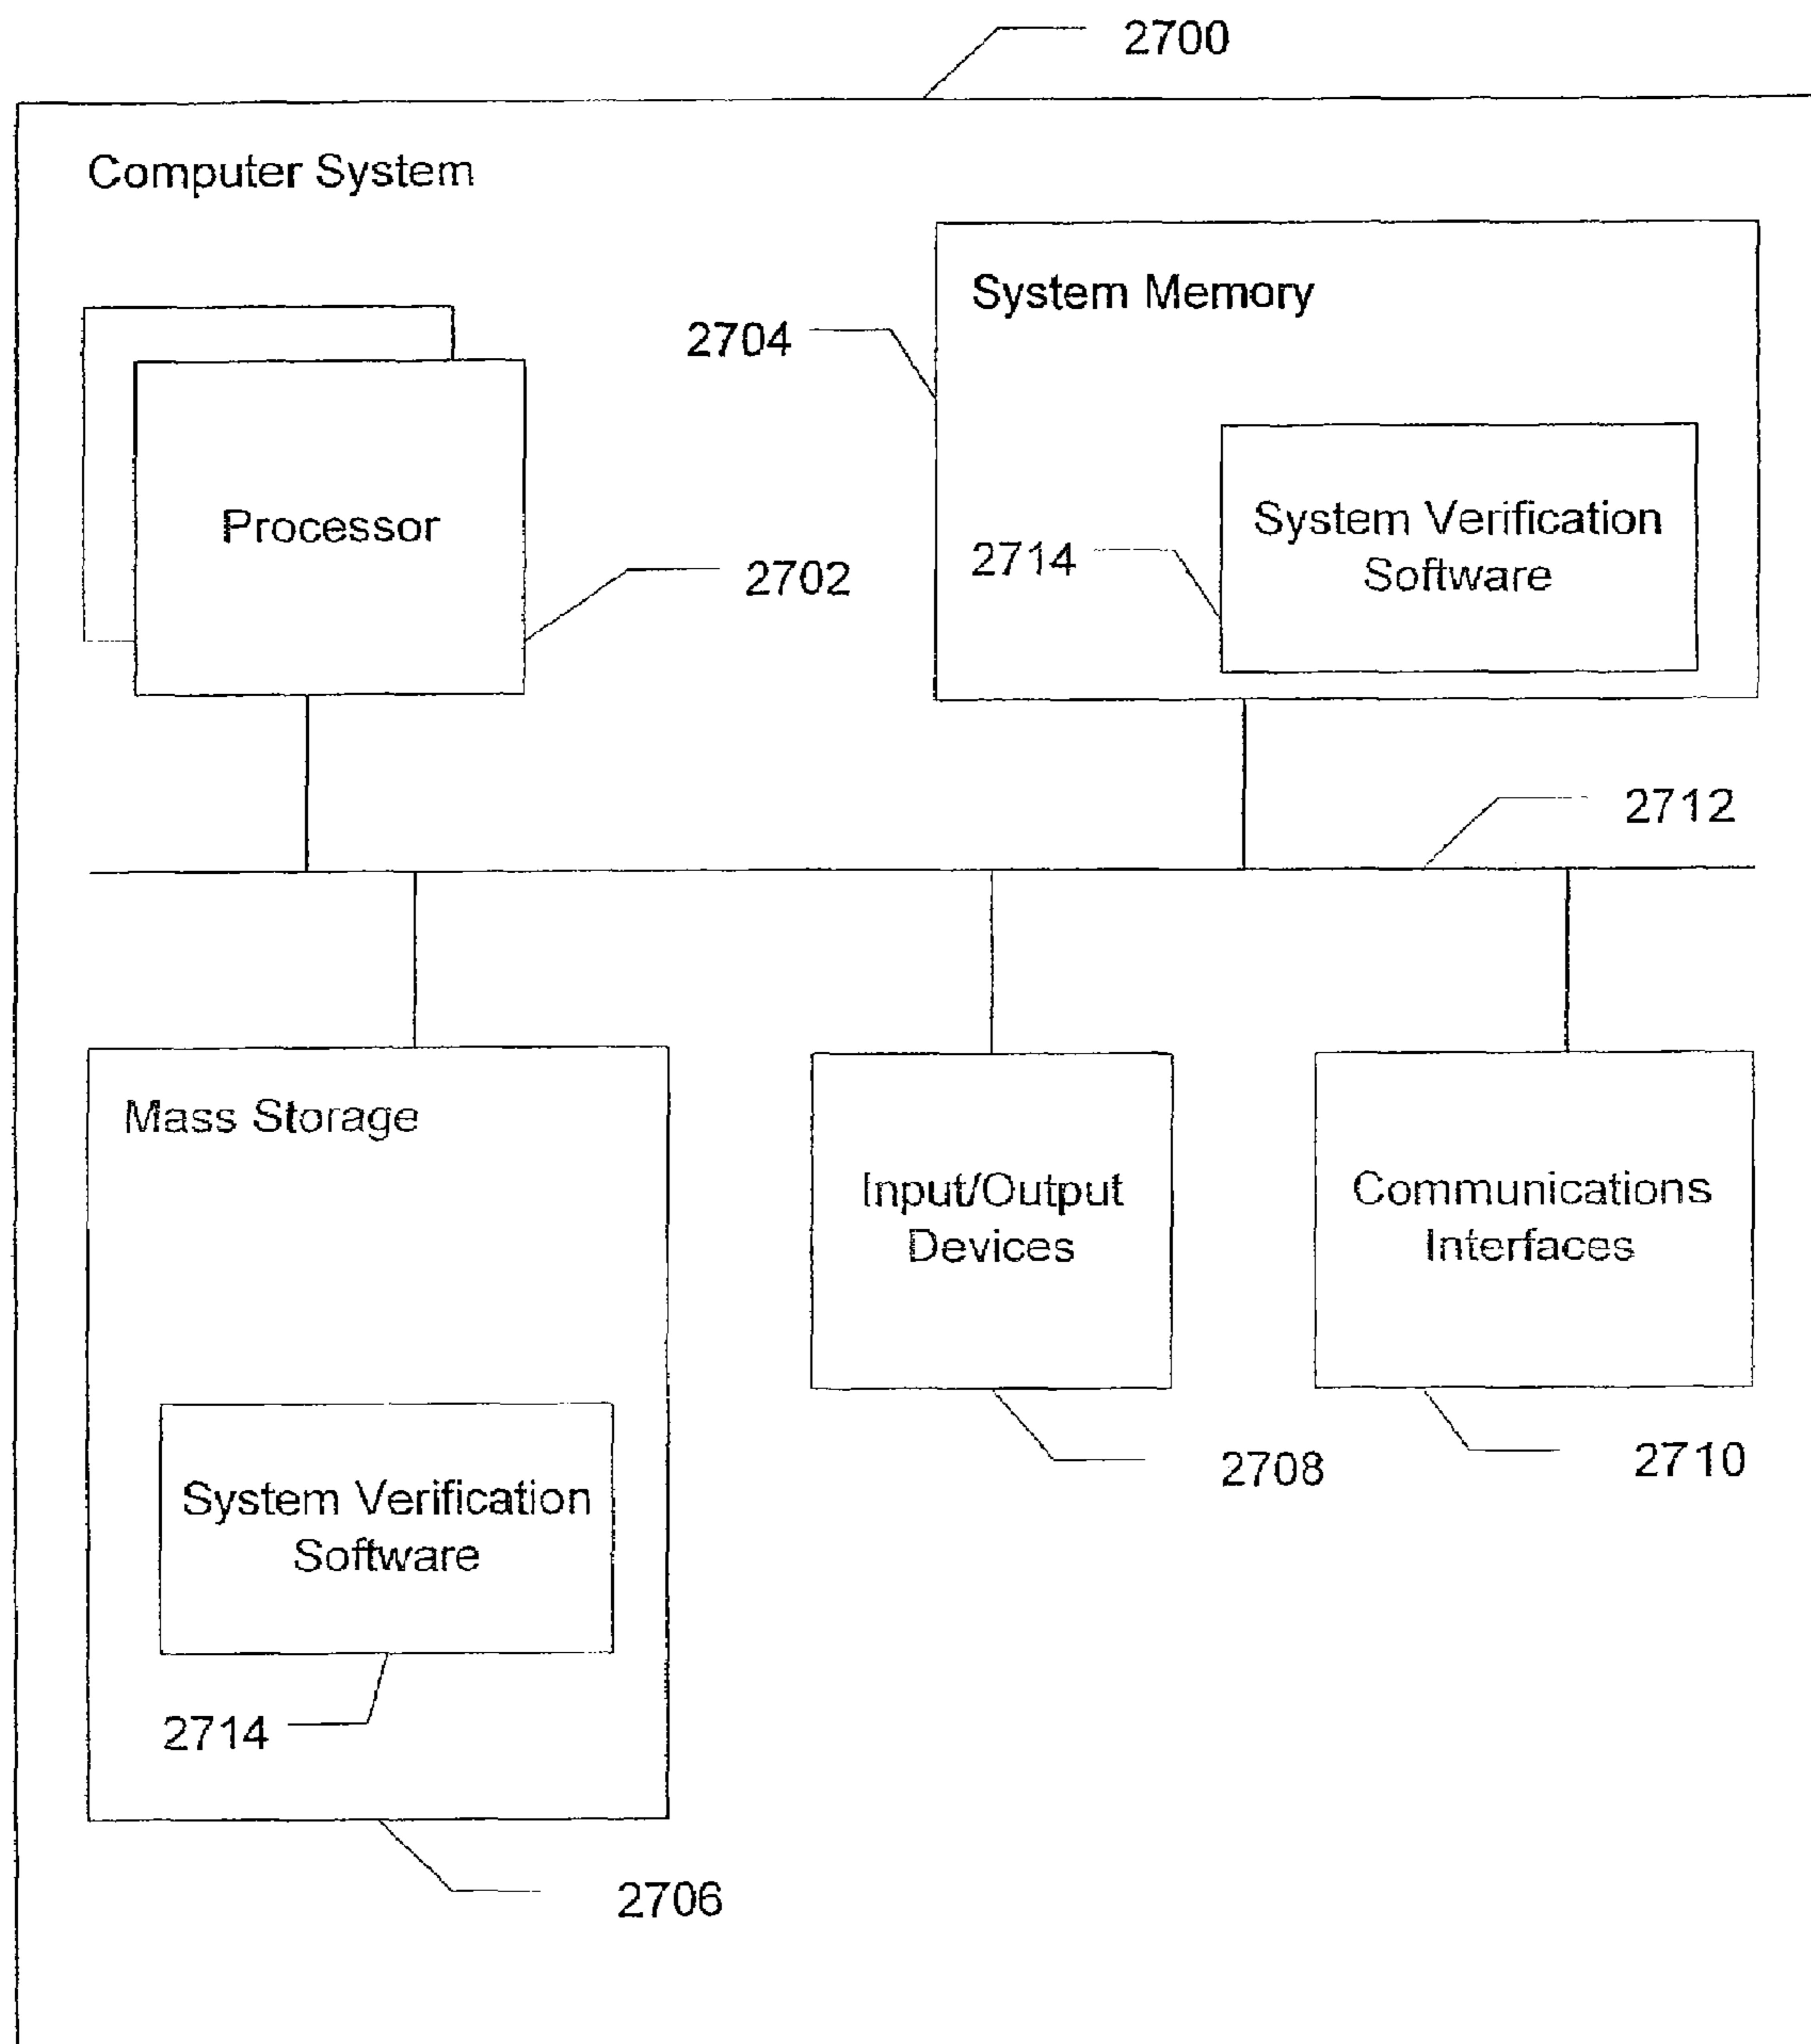 2700
Computer System
System Memory
2704
Processor
System Verification
Software
2714
2702
2712
Mass Storage
Input/Output
Devices
Communications
Interfaces
2708
2710
System Verification
Software
2714
2706